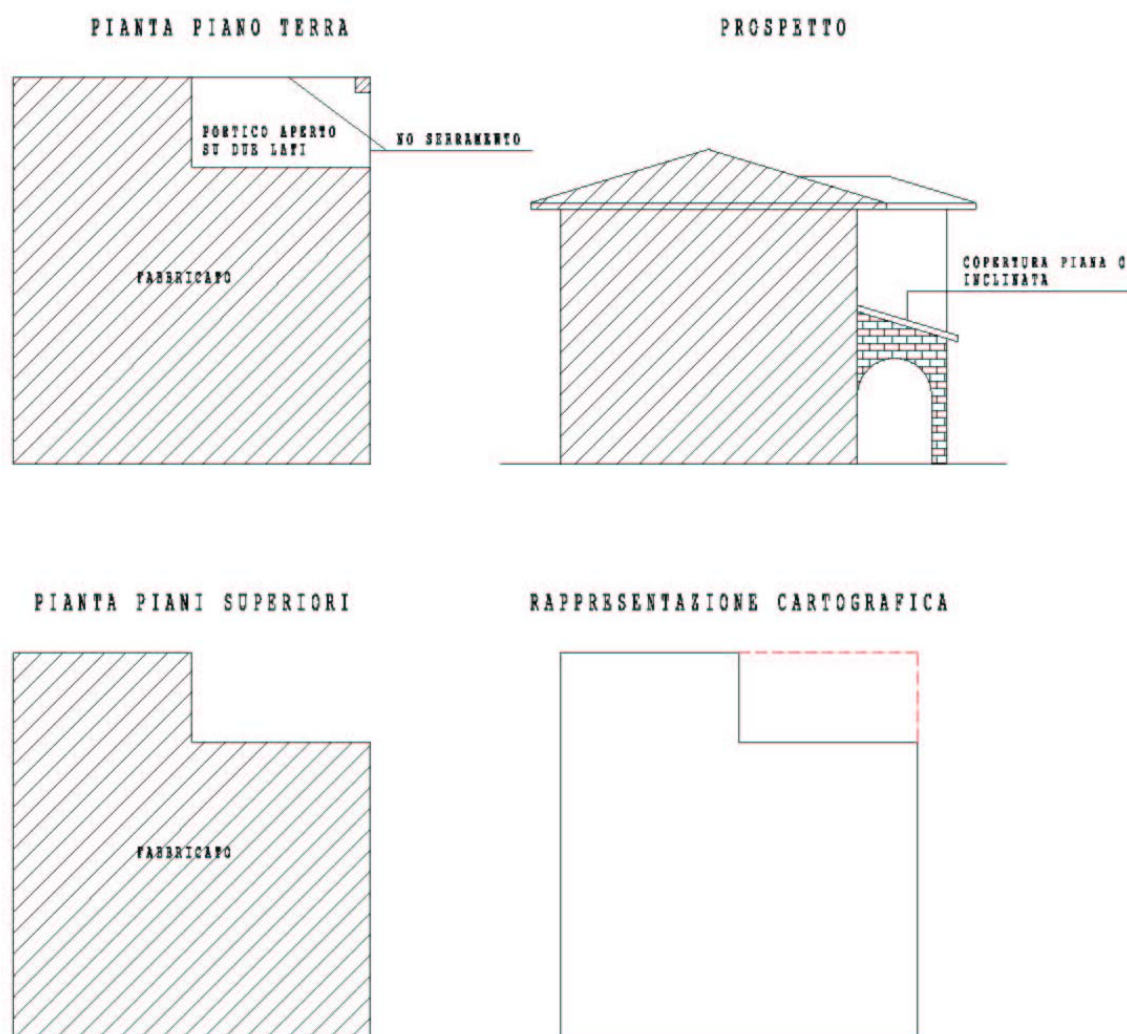 PIANTA PIANO TERRA
PROSPETTO
PORTICO APERTO
SU DUE LATI
NO SERRAMENTO
FABBRICATO
COPERTURA PIANA O
INCLINATA
PIANTA PIANI SUPERIORI
RAPPRESENTAZIONE CARTOGRAFICA
FABBRICATO